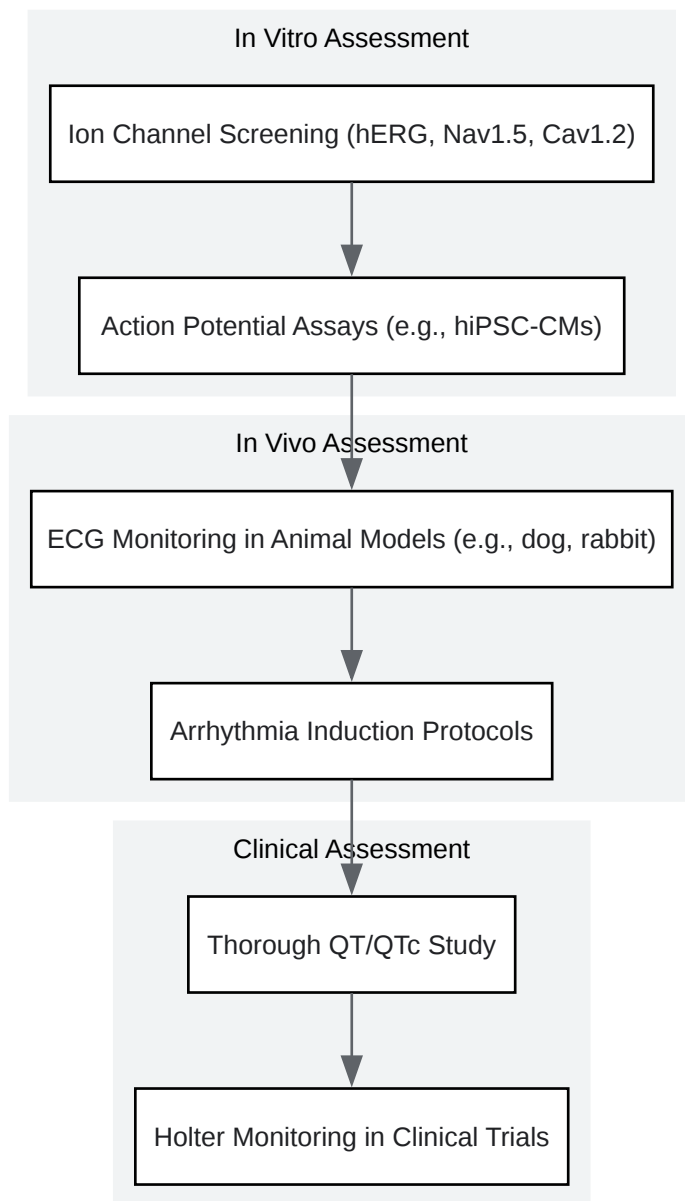 In Vitro Assessment
Ion Channel Screening (hERG, Nav1.5, Cav1.2)
Action Potential Assays (e.g., hiPSC-CMs)
In Vivo Assessment
ECG Monitoring in Animal Models (e.g., dog, rabbit)
Arrhythmia Induction Protocols
Clinical Assessment
Thorough QT/QTc Study
Holter Monitoring in Clinical Trials